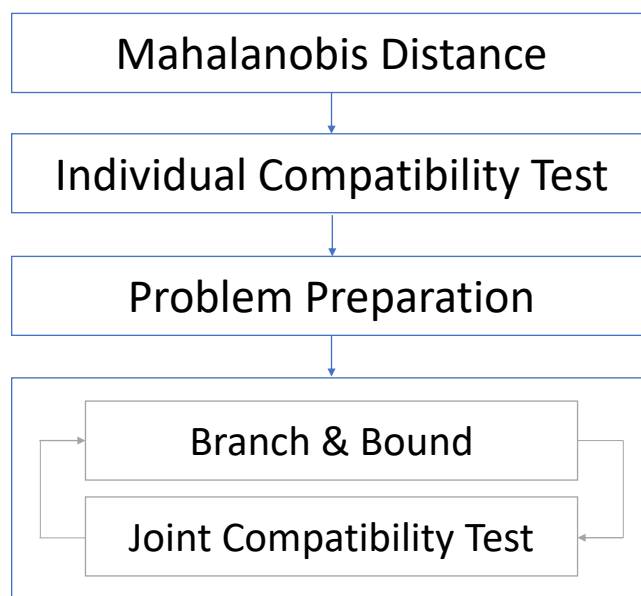 Mahalanobis Distance
Individual Compatibility Test
Problem Preparation
Branch & Bound
Joint Compatibility Test